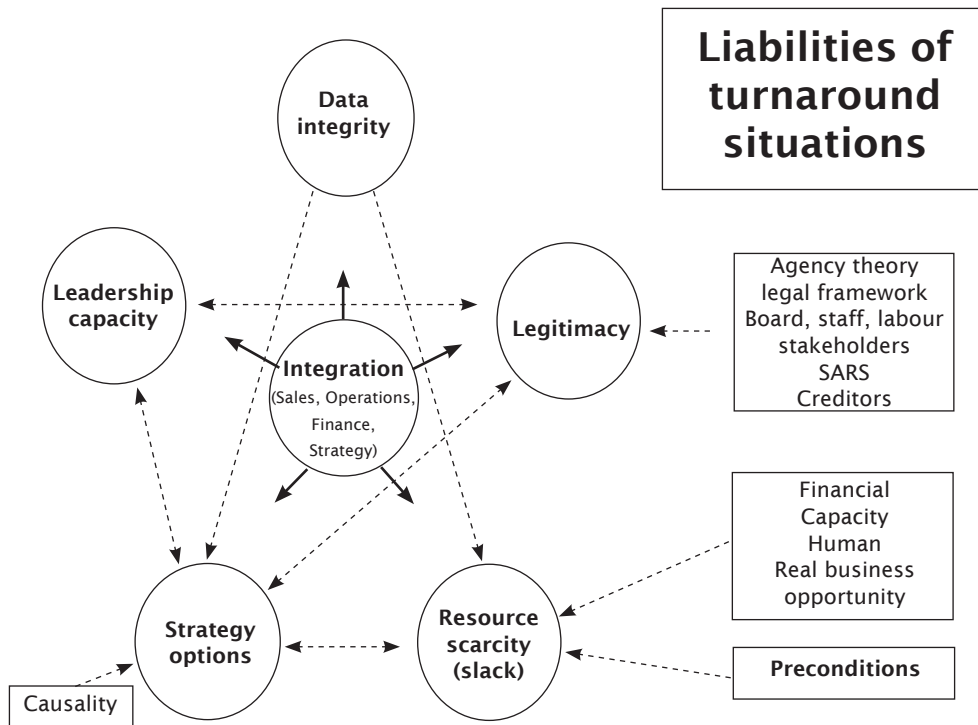 Liabilities of
turnaround
situations
Data
integrity
Leadership
capacity
Legitimacy
Agency theory
legal framework
Board, staff, labour
stakeholders
SARS
Creditors
Integration
(Sales, Operations,
Finance,
Strategy)
Financial
Capacity
Human
Real business
opportunity
Strategy
options
Resource
scarcity
(slack)
Preconditions
Causality